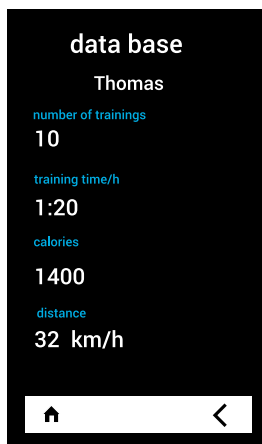 data base
Thomas
number of trainings
10
training time/h
1:20
calories
1400
distance
32 km/h